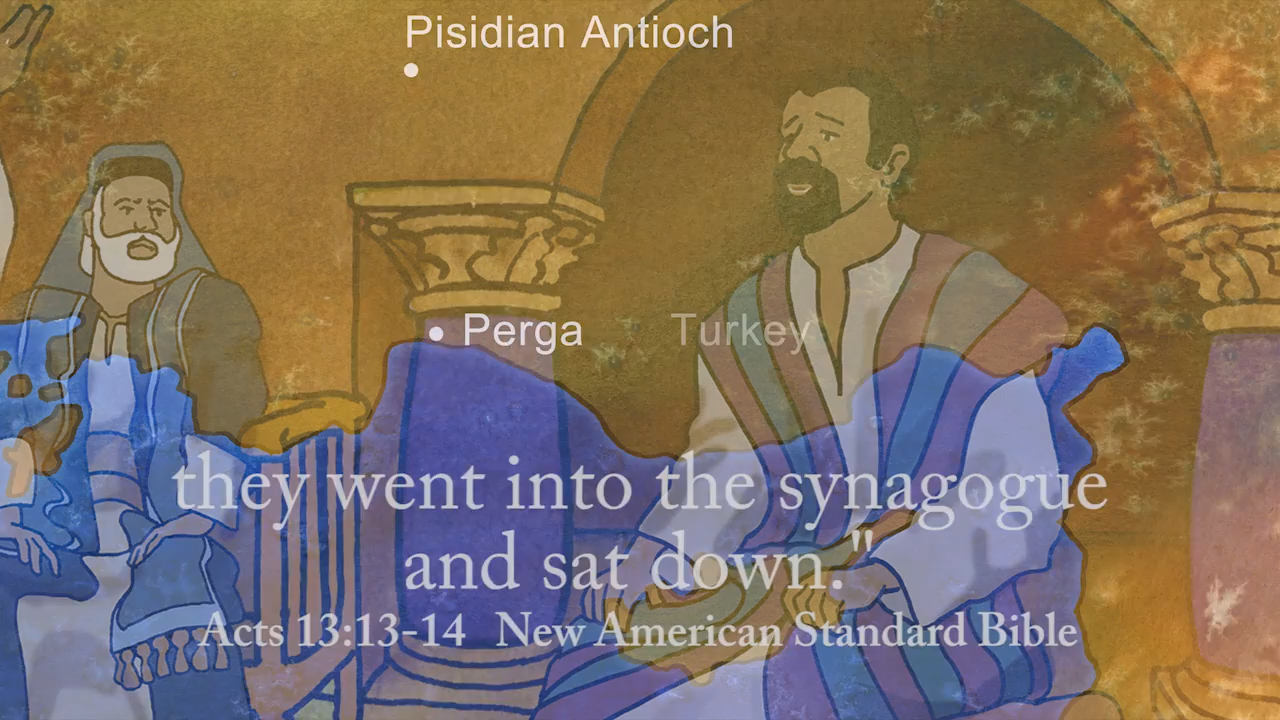 Pisidian Antioch
Perga
Turkey
they went into the synagogue
and sat down."
Acts 13:13-14 New American Standard Bible